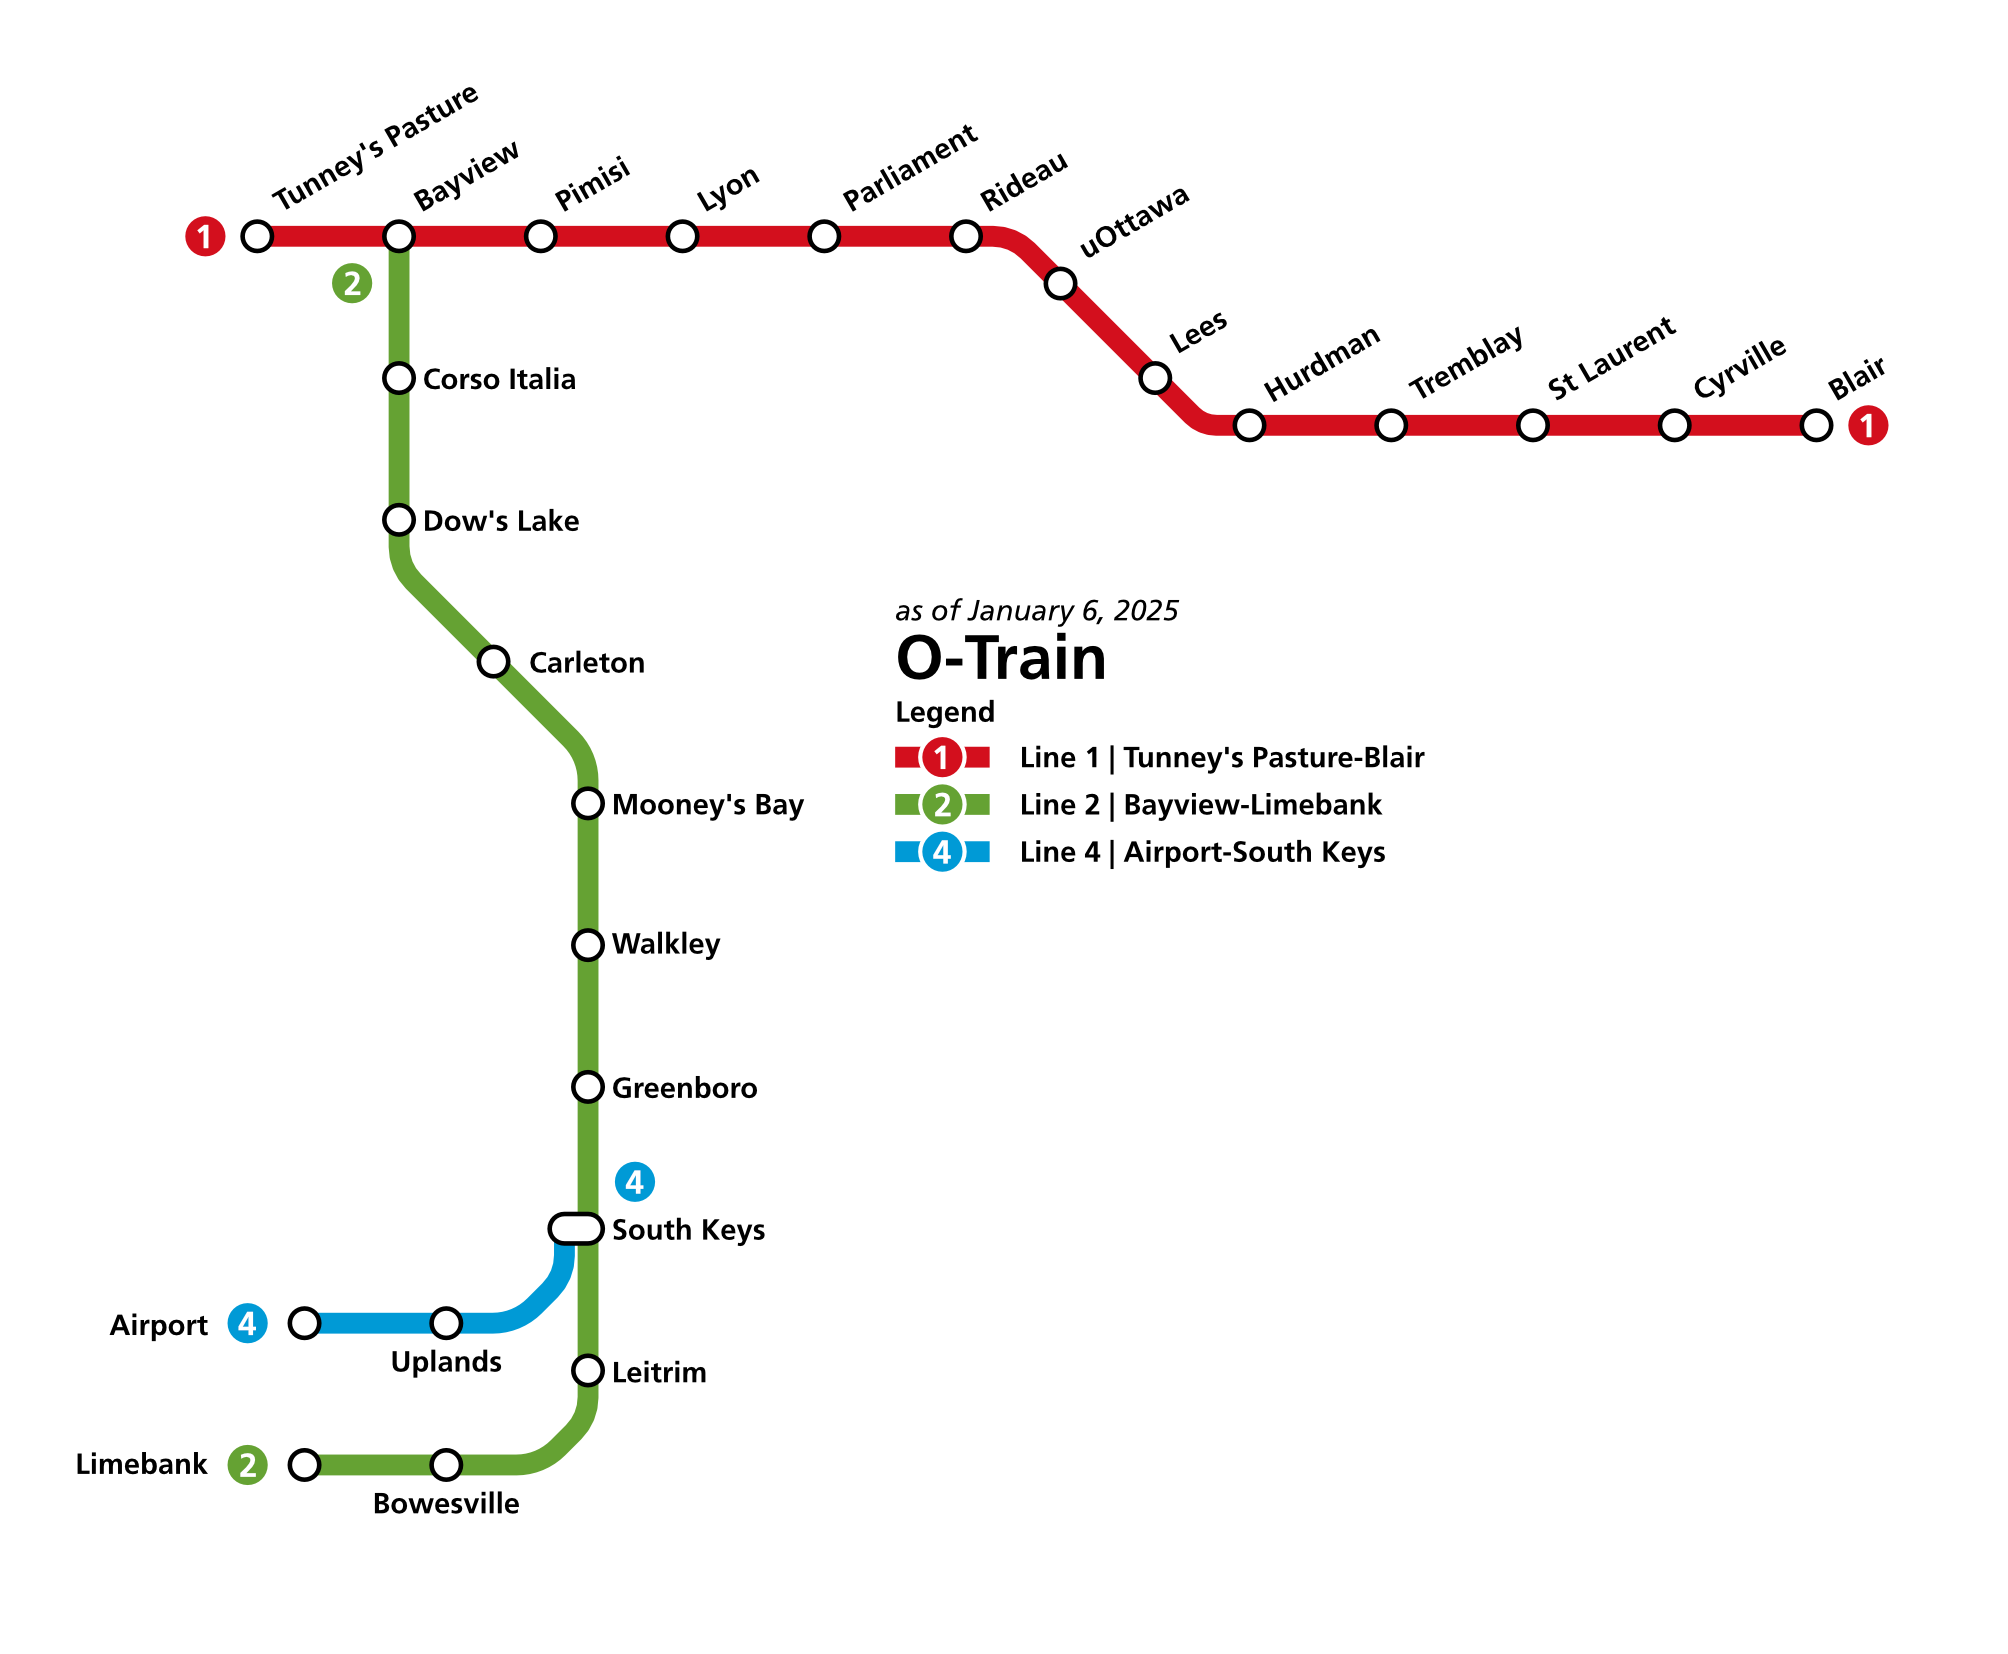 Tunney's Pasture
Bayview
Pimisi
Lyon
Parliament
Rideau
uOttawa
Lees
Hurdman
Tremblay
St Laurent
Cyrville
Blair
1
1
2
Corso Italia
Dow's Lake
Carleton
Mooney's Bay
Walkley
Greenboro
4
South Keys
Airport
4
Uplands
Leitrim
Limebank
2
Bowesville
as of January 6, 2025
O-Train
Legend
1 Line 1 | Tunney's Pasture-Blair
2 Line 2 | Bayview-Limebank
4 Line 4 | Airport-South Keys